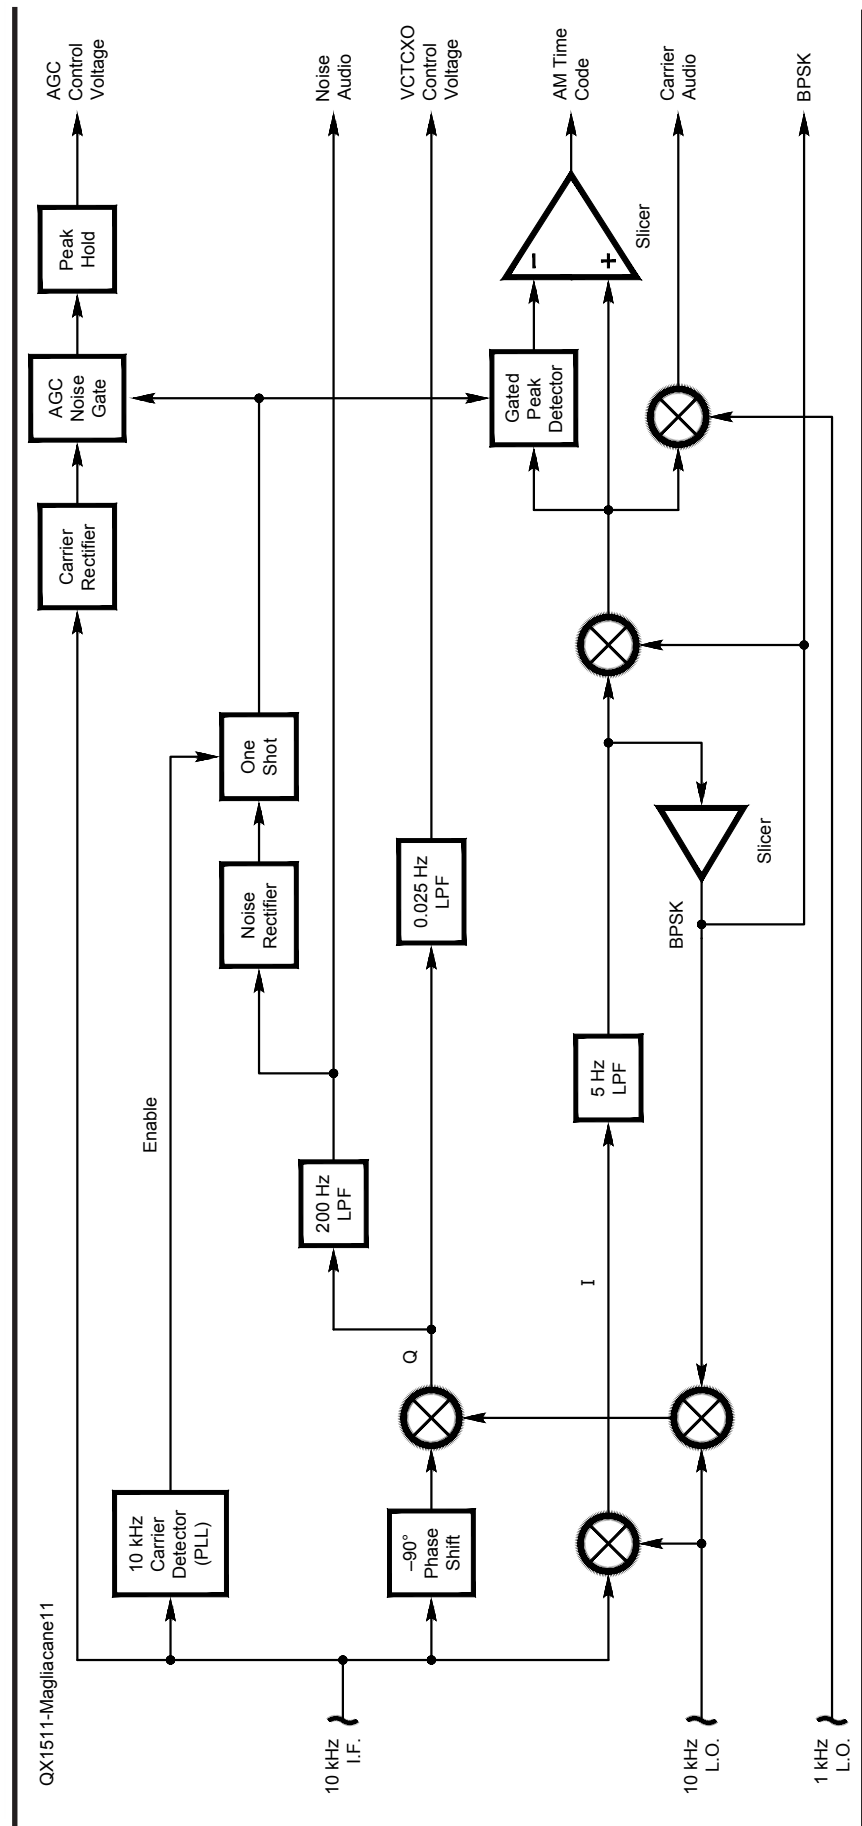 QX1511-Magliacane11
10 kHz
I.F.
10 kHz
L.O.
1 kHz
L.O.
10 kHz
Carrier
Detector
(PLL)
–90°
Phase
Shift
Enable
Q
I
200 Hz
LPF
5 Hz
LPF
Noise
Rectifier
0.025 Hz
LPF
BPSK
Slicer
One
Shot
Carrier
Rectifier
AGC
Noise
Gate
Peak
Hold
Gated
Peak
Detector
–
+
Slicer
AGC
Control
Voltage
Noise
Audio
VCTCXO
Control
Voltage
AM Time
Code
Carrier
Audio
BPSK